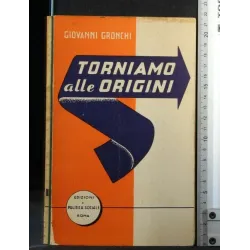 GIOVANNI GRONCHI
TORNIAMO
alle ORIGINI
EDIZIONI
POLITICA SOCIALE
ROMA